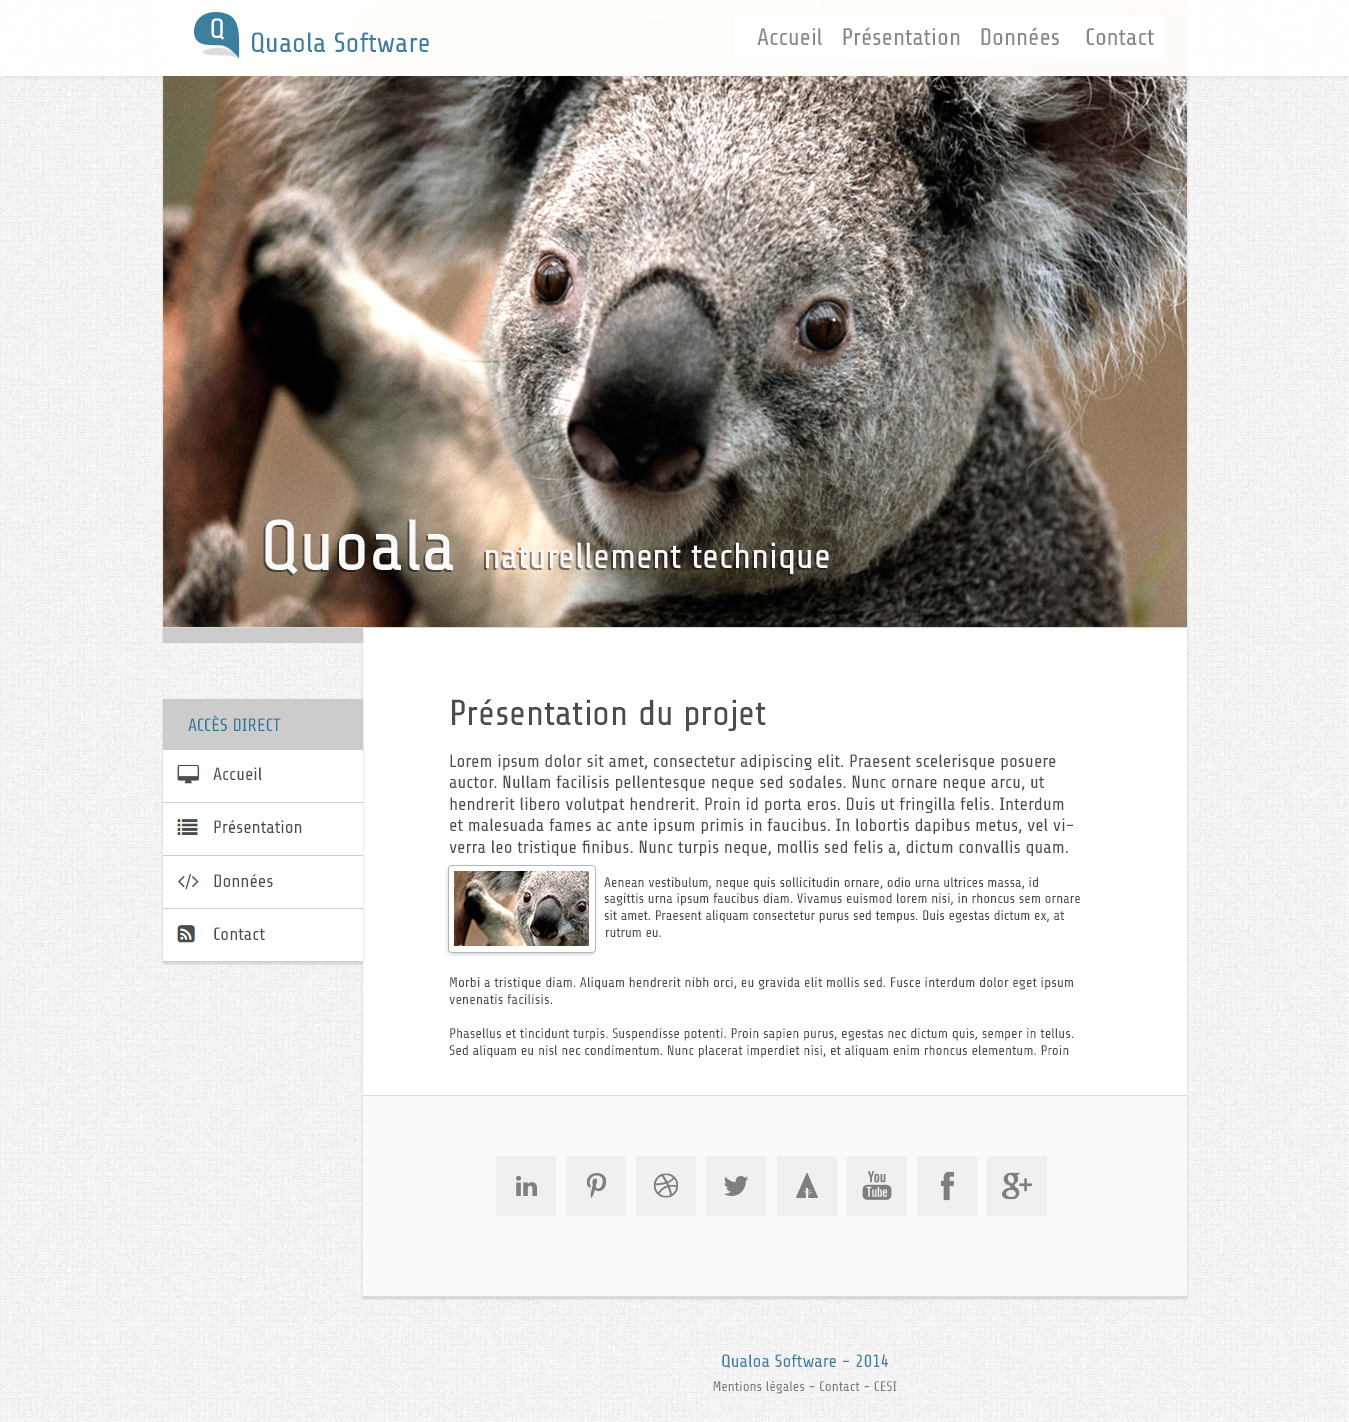 Q
Quaola Software
Accueil Présentation Données Contact
Quoala naturellement technique
ACCÈS DIRECT
Accueil
Présentation
Données
Contact
Présentation du projet
Lorem ipsum dolor sit amet, consectetur adipiscing elit. Praesent scelerisque posuere
auctor. Nullam facilisis pellentesque neque sed sodales. Nunc ornare neque arcu, ut
hendrerit libero volutpat hendrerit. Proin id porta eros. Duis ut fringilla felis. Interdum
et malesuada fames ac ante ipsum primis in faucibus. In lobortis dapibus metus, vel vi-
verra leo tristique finibus. Nunc turpis neque, mollis sed felis a, dictum convallis quam.
Aenean vestibulum, neque quis sollicitudin ornare, odio urna ultrices massa, id
sagittis urna ipsum faucibus diam. Vivamus euismod lorem nisi, in rhoncus sem ornare
sit amet. Praesent aliquam consectetur purus sed tempus. Duis egestas dictum ex, at
rutrum eu.
Morbi a tristique diam. Aliquam hendrerit nibh orci, eu gravida elit mollis sed. Fusce interdum dolor eget ipsum
venenatis facilisis.
Phasellus et tincidunt turpis. Suspendisse potenti. Proin sapien purus, egestas nec dictum quis, semper in tellus.
Sed aliquam eu nisl nec condimentum. Nunc placerat imperdiet nisi, et aliquam enim rhoncus elementum. Proin
in
You
Tube
f
g+
Qualoa Software - 2014
Mentions légales - Contact - CESI